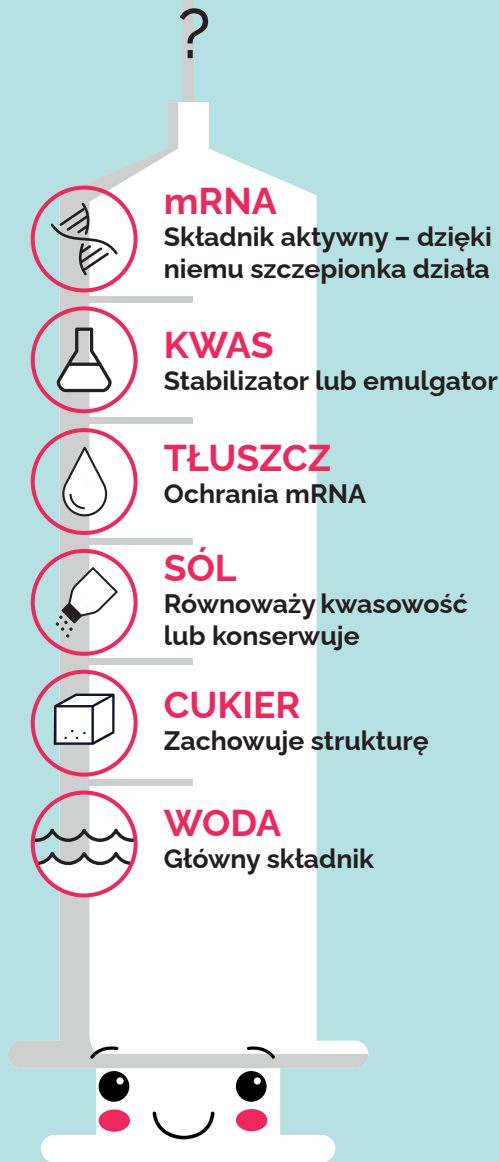 ?
mRNA
Składnik aktywny – dzięki
niemu szczepionka działa
KWAS
Stabilizator lub emulgator
TŁUSZCZ
Ochrania mRNA
SÓL
Równoważy kwasowość
lub konserwuje
CUKIER
Zachowuje strukturę
WODA
Główny składnik